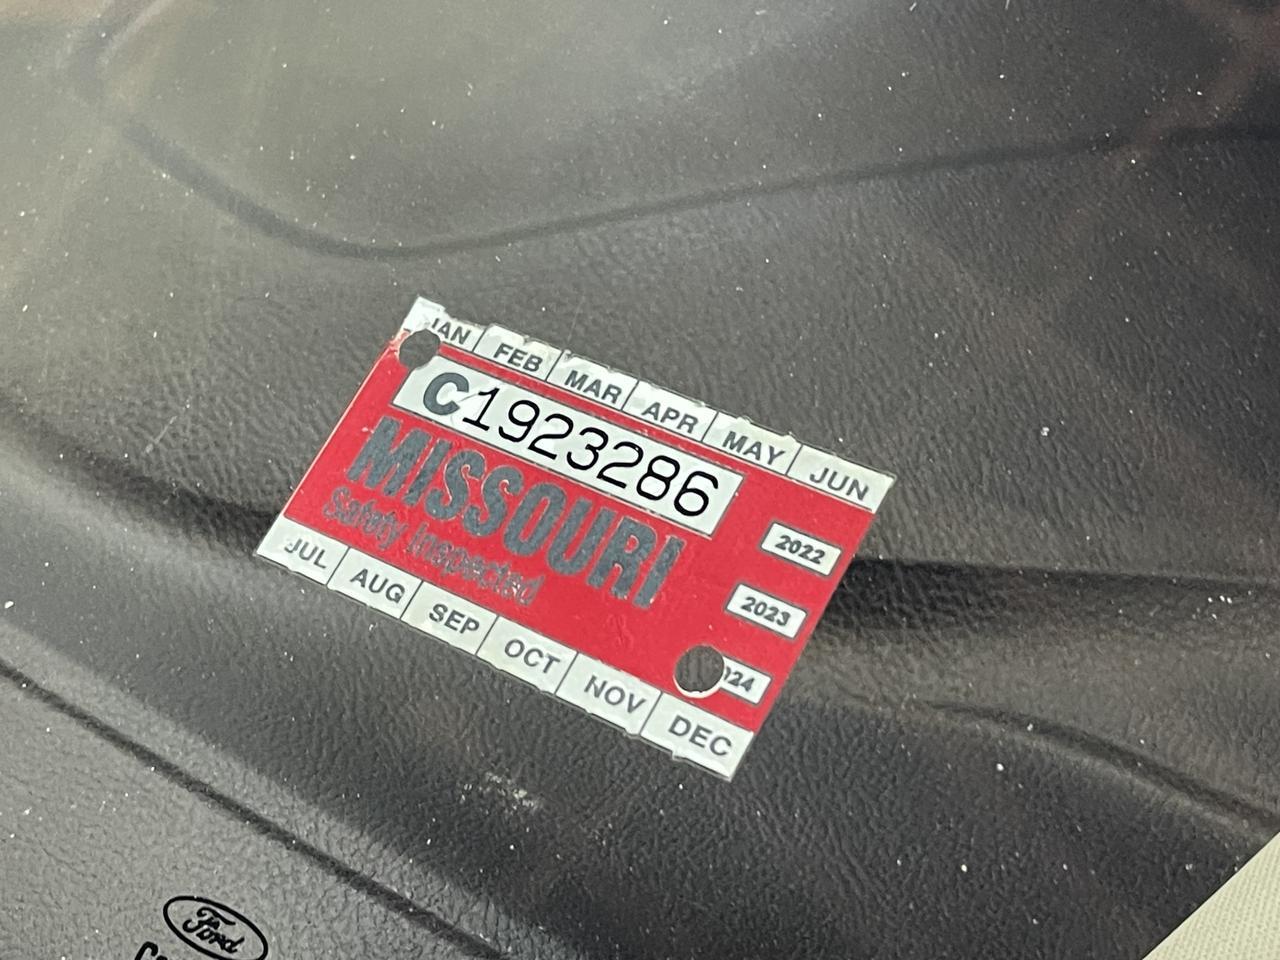 JAN FEB MAR APR MAY JUN
C1923286
MISSOURI
Safety Inspected
2022
2023
JUL AUG SEP OCT NOV DEC
Ford